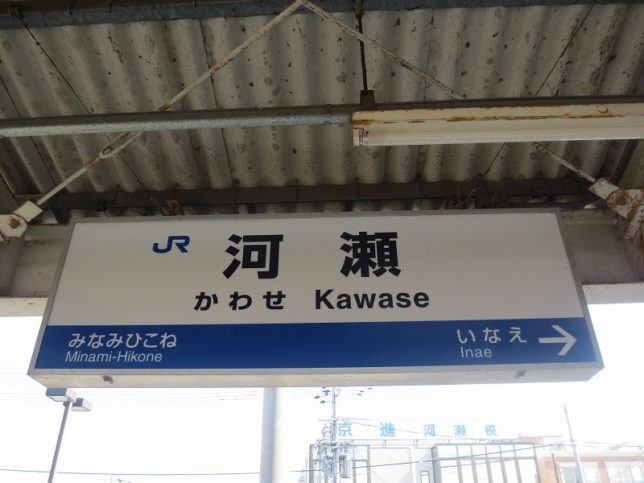 JR 河瀬
かわせ Kawase
みなみひこね いなえ →
Minami-Hikone Inae
京進 河瀬校